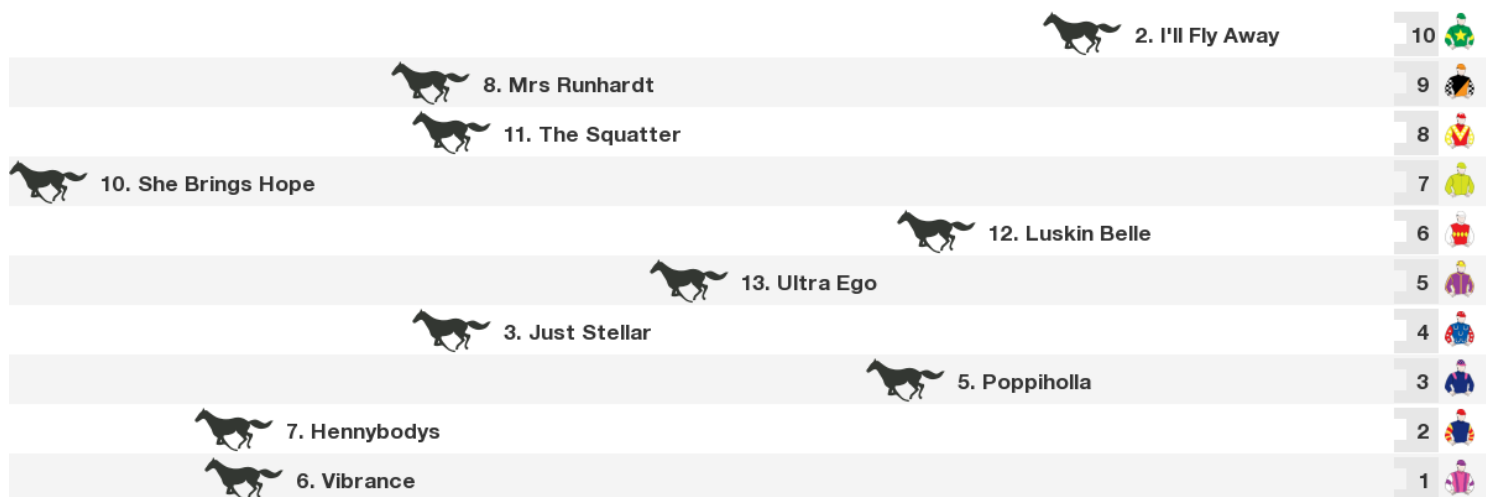 2. I'll Fly Away 10
8. Mrs Runhardt 9
11. The Squatter 8
10. She Brings Hope 7
12. Luskin Belle 6
13. Ultra Ego 5
3. Just Stellar 4
5. Poppiholla 3
7. Hennybodys 2
6. Vibrance 1